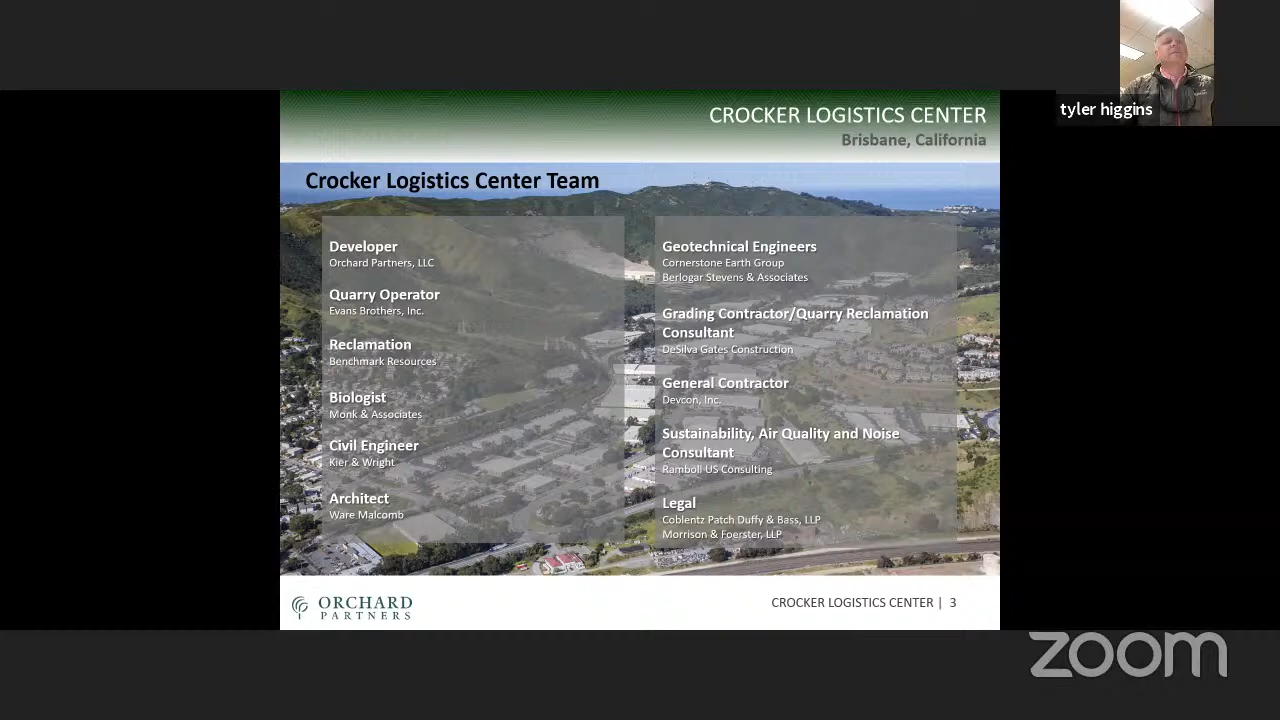 tyler higgins
CROCKER LOGISTICS CENTER
Brisbane, California
Crocker Logistics Center Team
Developer
Orchard Partners, LLC
Quarry Operator
Evans Brothers, Inc.
Reclamation
Benchmark Resources
Biologist
Monk & Associates
Civil Engineer
Kier & Wright
Architect
Ware Malcomb
Geotechnical Engineers
Cornerstone Earth Group
Berlogar Stevens & Associates
Grading Contractor/Quarry Reclamation
Consultant
DeSilva Gates Construction
General Contractor
Devcon, Inc.
Sustainability, Air Quality and Noise
Consultant
Ramboll US Consulting
Legal
Coblentz Patch Duffy & Bass, LLP
Morrison & Foerster, LLP
ORCHARD
PARTNERS
CROCKER LOGISTICS CENTER | 3
zoom